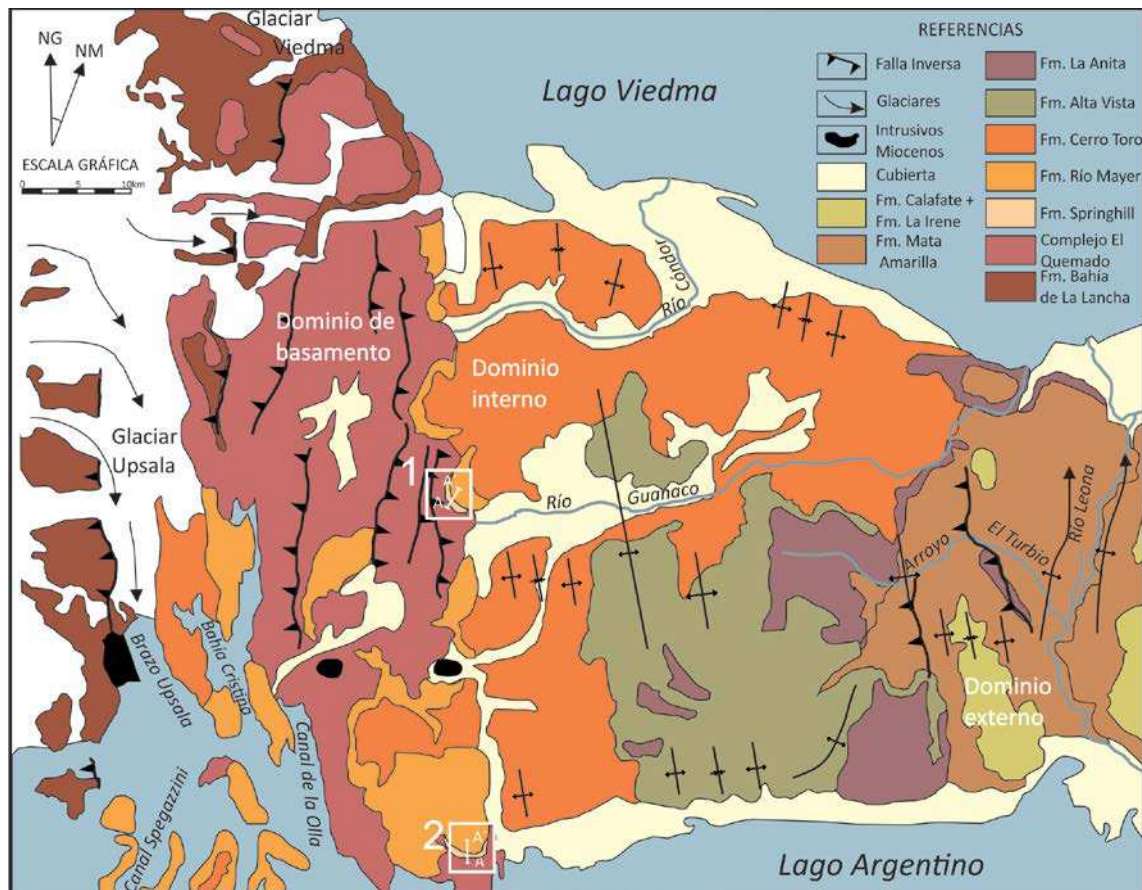 Glaciar
Viedma
NG
NM
ESCALA GRÁFICA
0
5
10km
Lago Viedma
REFERENCIAS
Falla Inversa
Glaciares
Intrusivos
Miocenos
Cubierta
Fm. Calafate +
Fm. La Irene
Fm. Mata
Amarilla
Fm. La Anita
Fm. Alta Vista
Fm. Cerro Toro
Fm. Río Mayer
Fm. Springhill
Complejo El
Quemado
Fm. Bahía
de La Lancha
Río Cóndor
Dominio de
basamento
Dominio
interno
Glaciar
Upsala
1
A
A
Río Guanaco
Arroyo El Turbio
Río Leona
Brazo Upsala
Bahía Cristina
Canal de la Olla
Canal Spegazzini
Dominio
externo
2
A
A
Lago Argentino